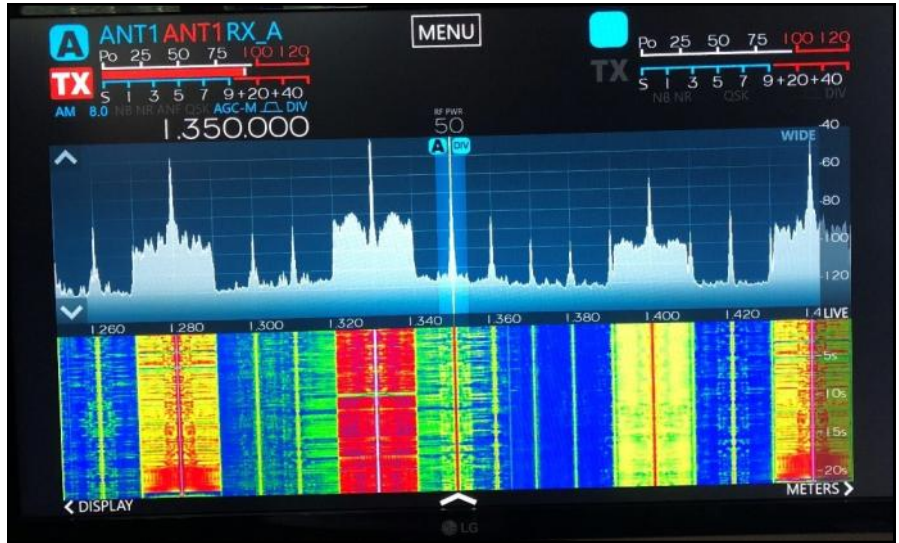 A ANT1 ANT1 RX_A
Po 25 50 75 100 120
TX
S 1 3 5 7 9+20+40
AM 8.0 NB NR ANF QSK AGC-M DIV
1.350.000
MENU
RF PWR
50
A DIV
Po 25 50 75 100 120
TX
S 1 3 5 7 9+20+40
NB NR QSK DIV
WIDE
-40
-60
-80
-100
-120
1.260 1.280 1.300 1.320 1.340 1.360 1.380 1.400 1.420 1.4 LIVE
-5s
-10s
-15s
-20s
DISPLAY
METERS
LG